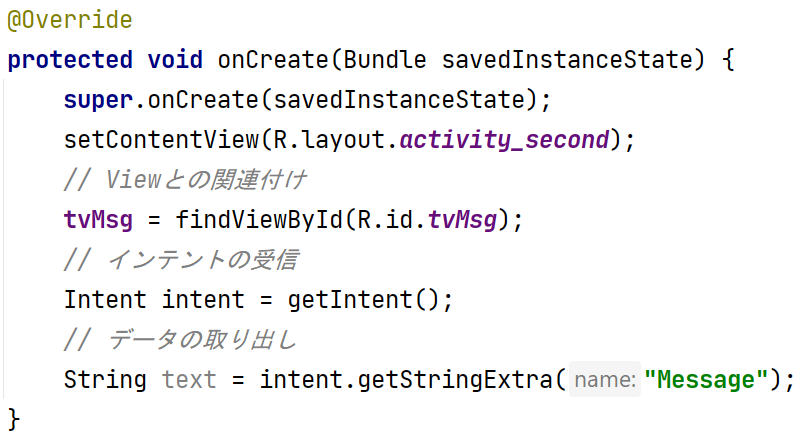 @Override
protected void onCreate(Bundle savedInstanceState) {
    super.onCreate(savedInstanceState);
    setContentView(R.layout.activity_second);
    // Viewとの関連付け
    tvMsg = findViewById(R.id.tvMsg);
    // インテントの受信
    Intent intent = getIntent();
    // データの取り出し
    String text = intent.getStringExtra( name: "Message");
}